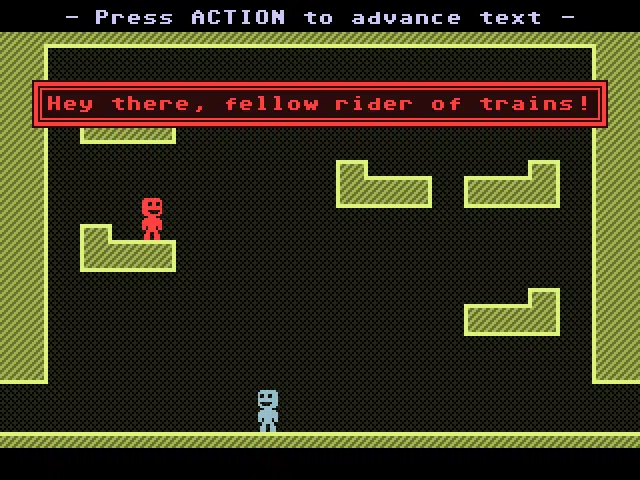 - Press ACTION to advance text -
Hey there, fellow rider of trains!